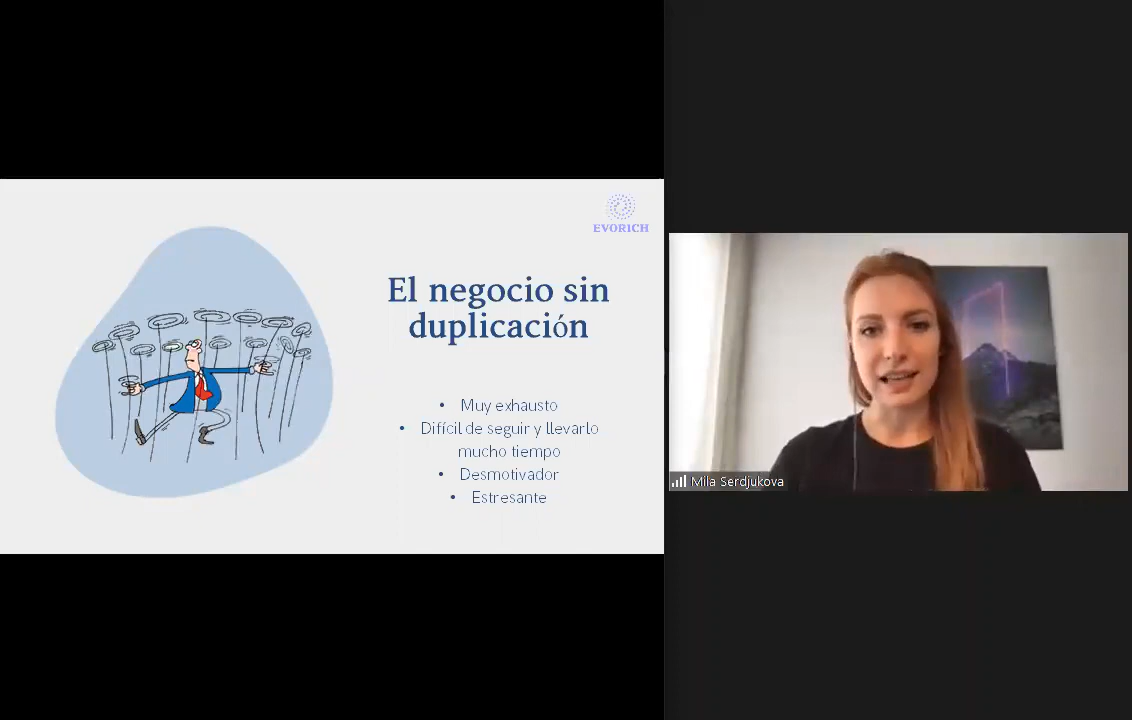 EVORICH
El negocio sin
duplicación
• Muy exhausto
• Difícil de seguir y llevarlo
mucho tiempo
• Desmotivador
• Estresante
Mila Serdjukova